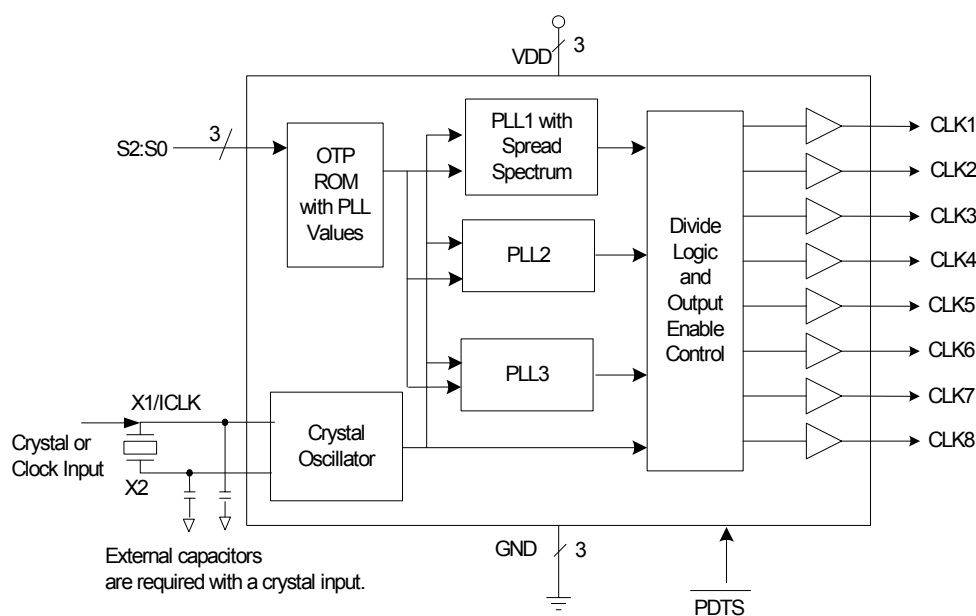 VDD
3
S2:S0
3
OTP
ROM
with PLL
Values
PLL1 with
Spread
Spectrum
PLL2
PLL3
Divide
Logic
and
Output
Enable
Control
CLK1
CLK2
CLK3
CLK4
CLK5
CLK6
CLK7
CLK8
X1/ICLK
Crystal or
Clock Input
X2
Crystal
Oscillator
External capacitors
are required with a crystal input.
GND
3
PDTS